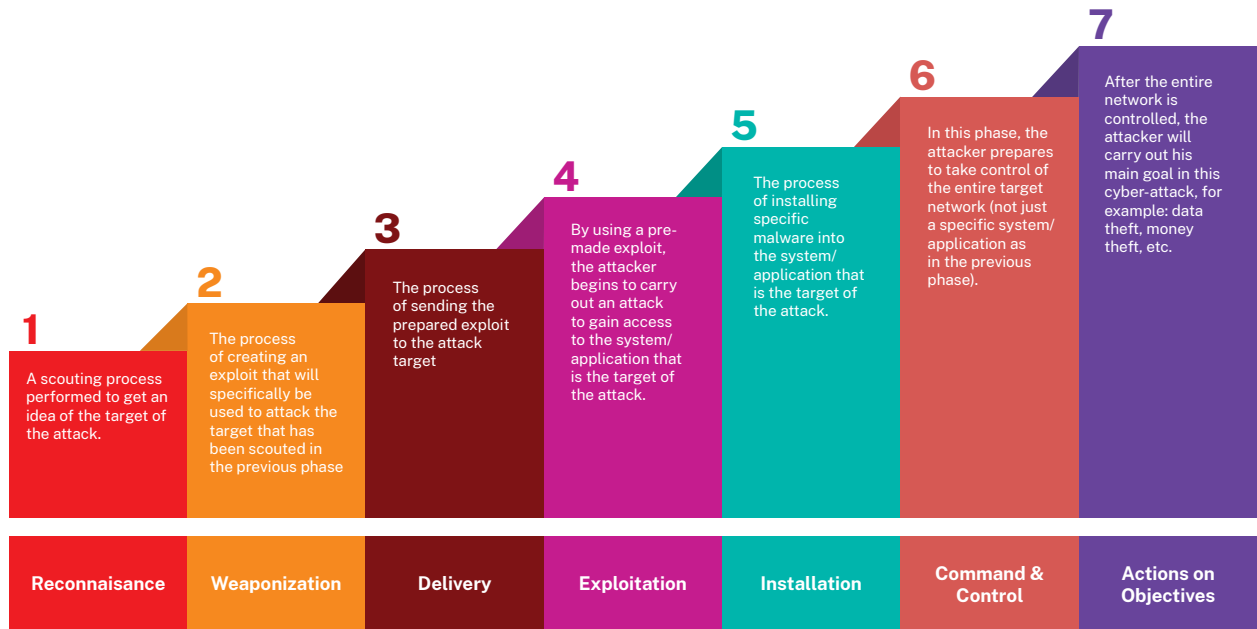 1
A scouting process
performed to get an
idea of the target of
the attack.
2
The process
of creating an
exploit that will
specifically be
used to attack the
target that has
been scouted in
the previous phase
3
The process
of sending the
prepared exploit
to the attack
target
4
By using a pre-
made exploit,
the attacker
begins to carry
out an attack
to gain access
to the system/
application that
is the target of
the attack.
5
The process
of installing
specific
malware into
the system/
application that
is the target of
the attack.
6
In this phase, the
attacker prepares
to take control of
the entire target
network (not just
a specific system/
application as
in the previous
phase).
7
After the entire
network is
controlled, the
attacker will
carry out his
main goal in this
cyber-attack, for
example: data
theft, money
theft, etc.
Reconnaisance
Weaponization
Delivery
Exploitation
Installation
Command &
Control
Actions on
Objectives